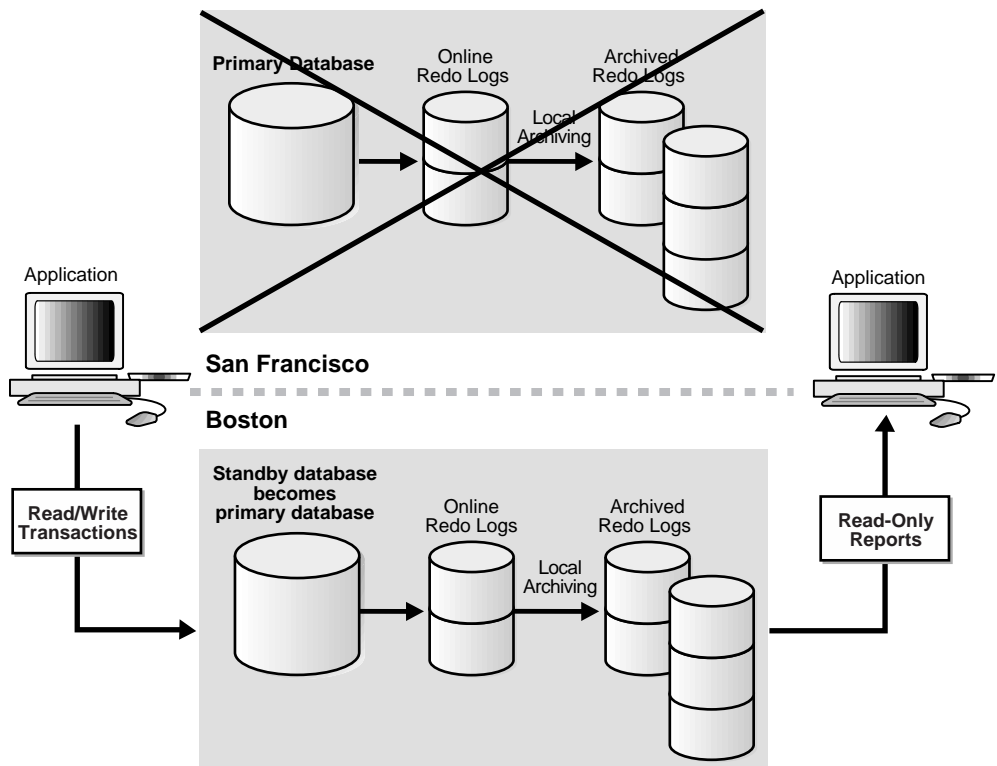 Primary Database
Online
Redo Logs
Archived
Redo Logs
Local
Archiving
Application
Application
San Francisco
Boston
Standby database
becomes
primary database
Online
Redo Logs
Archived
Redo Logs
Local
Archiving
Read/Write
Transactions
Read-Only
Reports